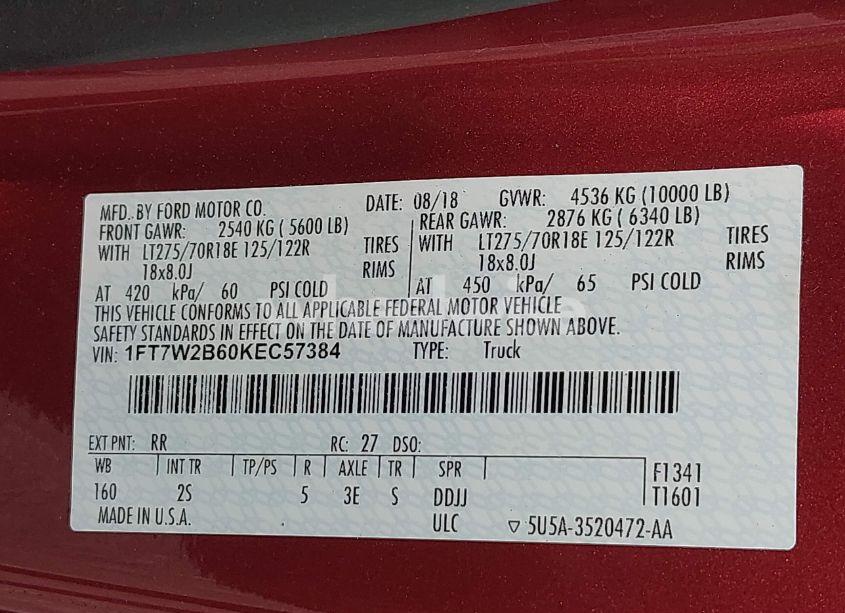 MFD. BY FORD MOTOR CO.
DATE: 08/18 GVWR: 4536 KG (10000 LB)
FRONT GAWR: 2540 KG ( 5600 LB)
REAR GAWR: 2876 KG ( 6340 LB)
WITH LT275/70R18E 125/122R TIRES
WITH LT275/70R18E 125/122R TIRES
18x8.0J RIMS
18x8.0J RIMS
AT 420 kPa/ 60 PSI COLD
AT 450 kPa/ 65 PSI COLD
THIS VEHICLE CONFORMS TO ALL APPLICABLE FEDERAL MOTOR VEHICLE
SAFETY STANDARDS IN EFFECT ON THE DATE OF MANUFACTURE SHOWN ABOVE.
VIN: 1FT7W2B60KEC57384 TYPE: Truck
EXT PNT: RR RC: 27 DSO:
WB INT TR TP/PS R AXLE TR SPR F1341
160 2S 5 3E S DDJJ T1601
MADE IN U.S.A. ULC ▽ 5U5A-3520472-AA